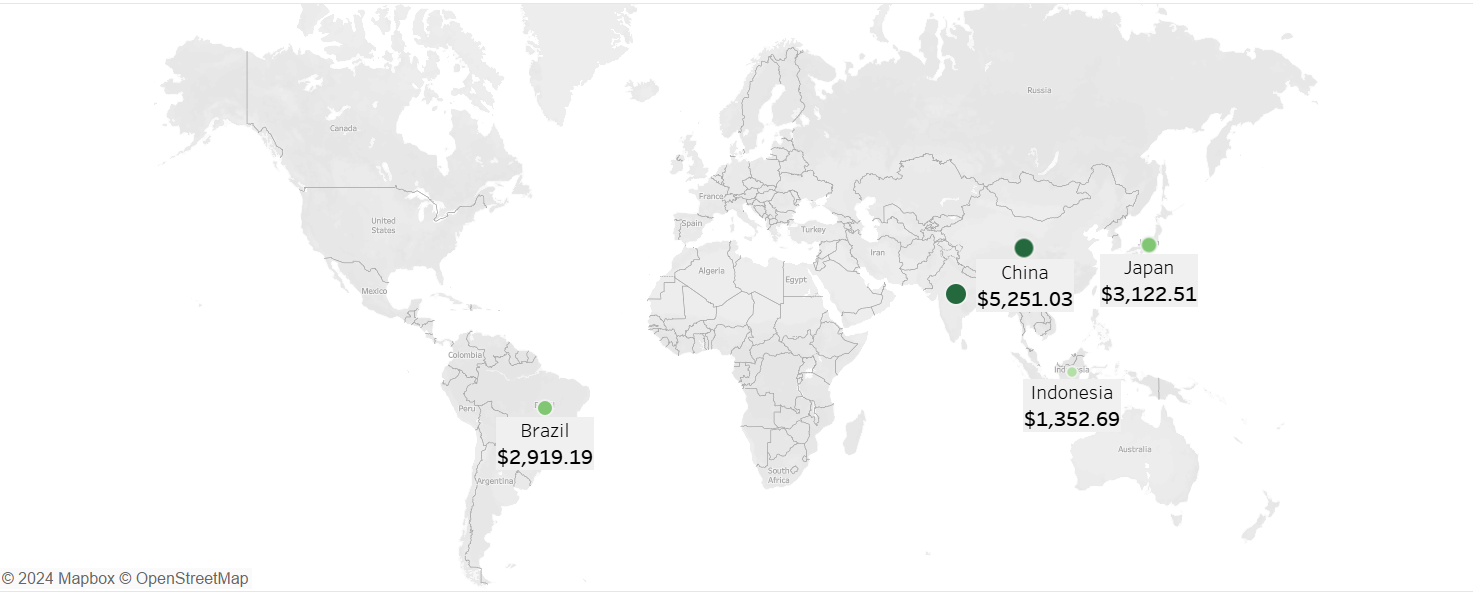 Russia
Canada
France
United
States
Spain
Turkey
Iran
Algeria
Egypt
China
$5,251.03
Japan
$3,122.51
Mexico
Colombia
Indonesia
$1,352.69
Peru
Brazil
$2,919.19
Australia
South
Africa
Argentina
© 2024 Mapbox © OpenStreetMap